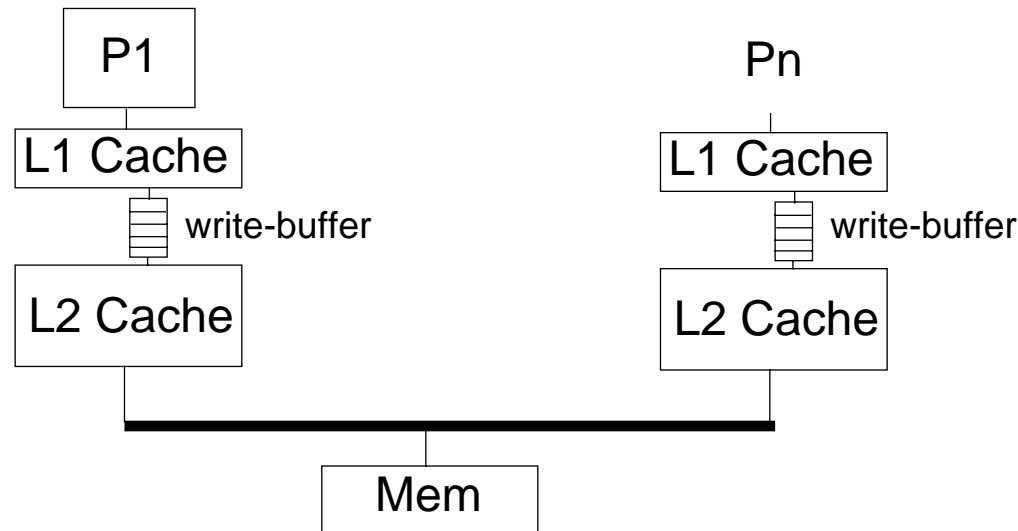 P1
Pn
L1 Cache
L1 Cache
write-buffer
write-buffer
L2 Cache
L2 Cache
Mem